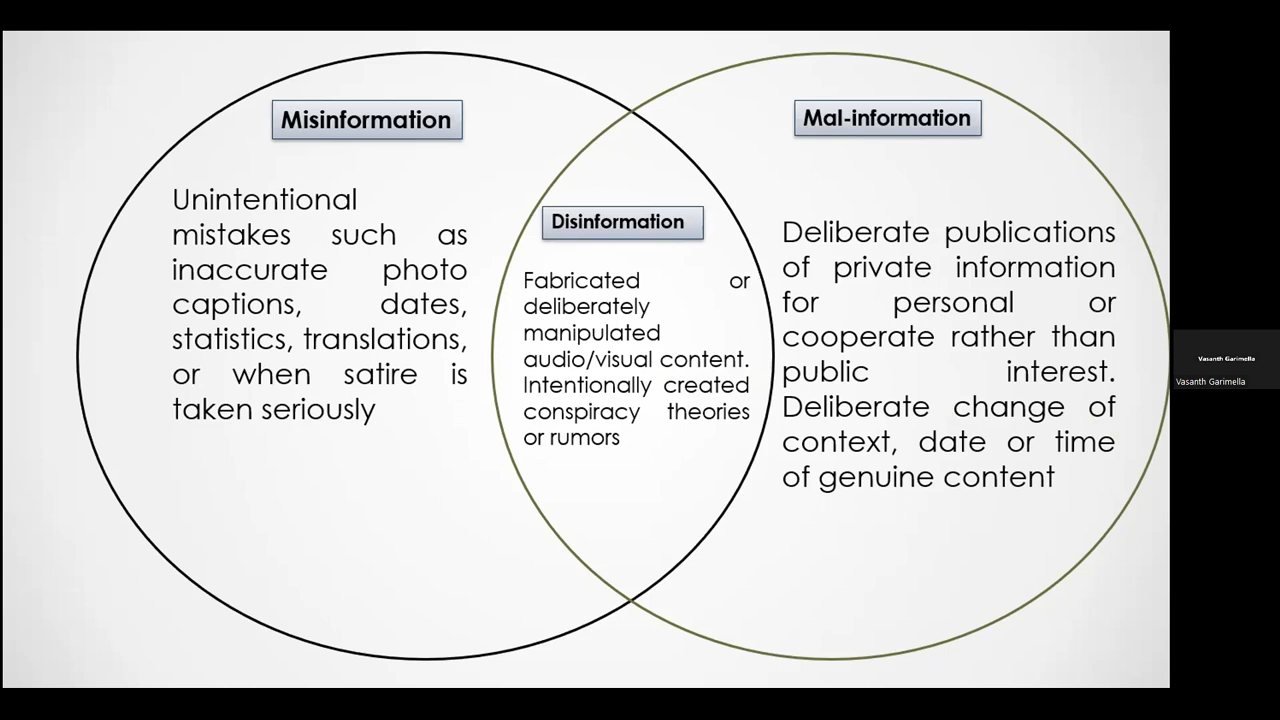 Misinformation
Unintentional
mistakes such as
inaccurate photo
captions, dates,
statistics, translations,
or when satire is
taken seriously
Disinformation
Fabricated or
deliberately
manipulated
audio/visual content.
Intentionally created
conspiracy theories
or rumors
Mal-information
Deliberate publications
of private information
for personal or
cooperate rather than
public interest.
Deliberate change of
context, date or time
of genuine content
Vasanth Garimella
Vasanth Garimella